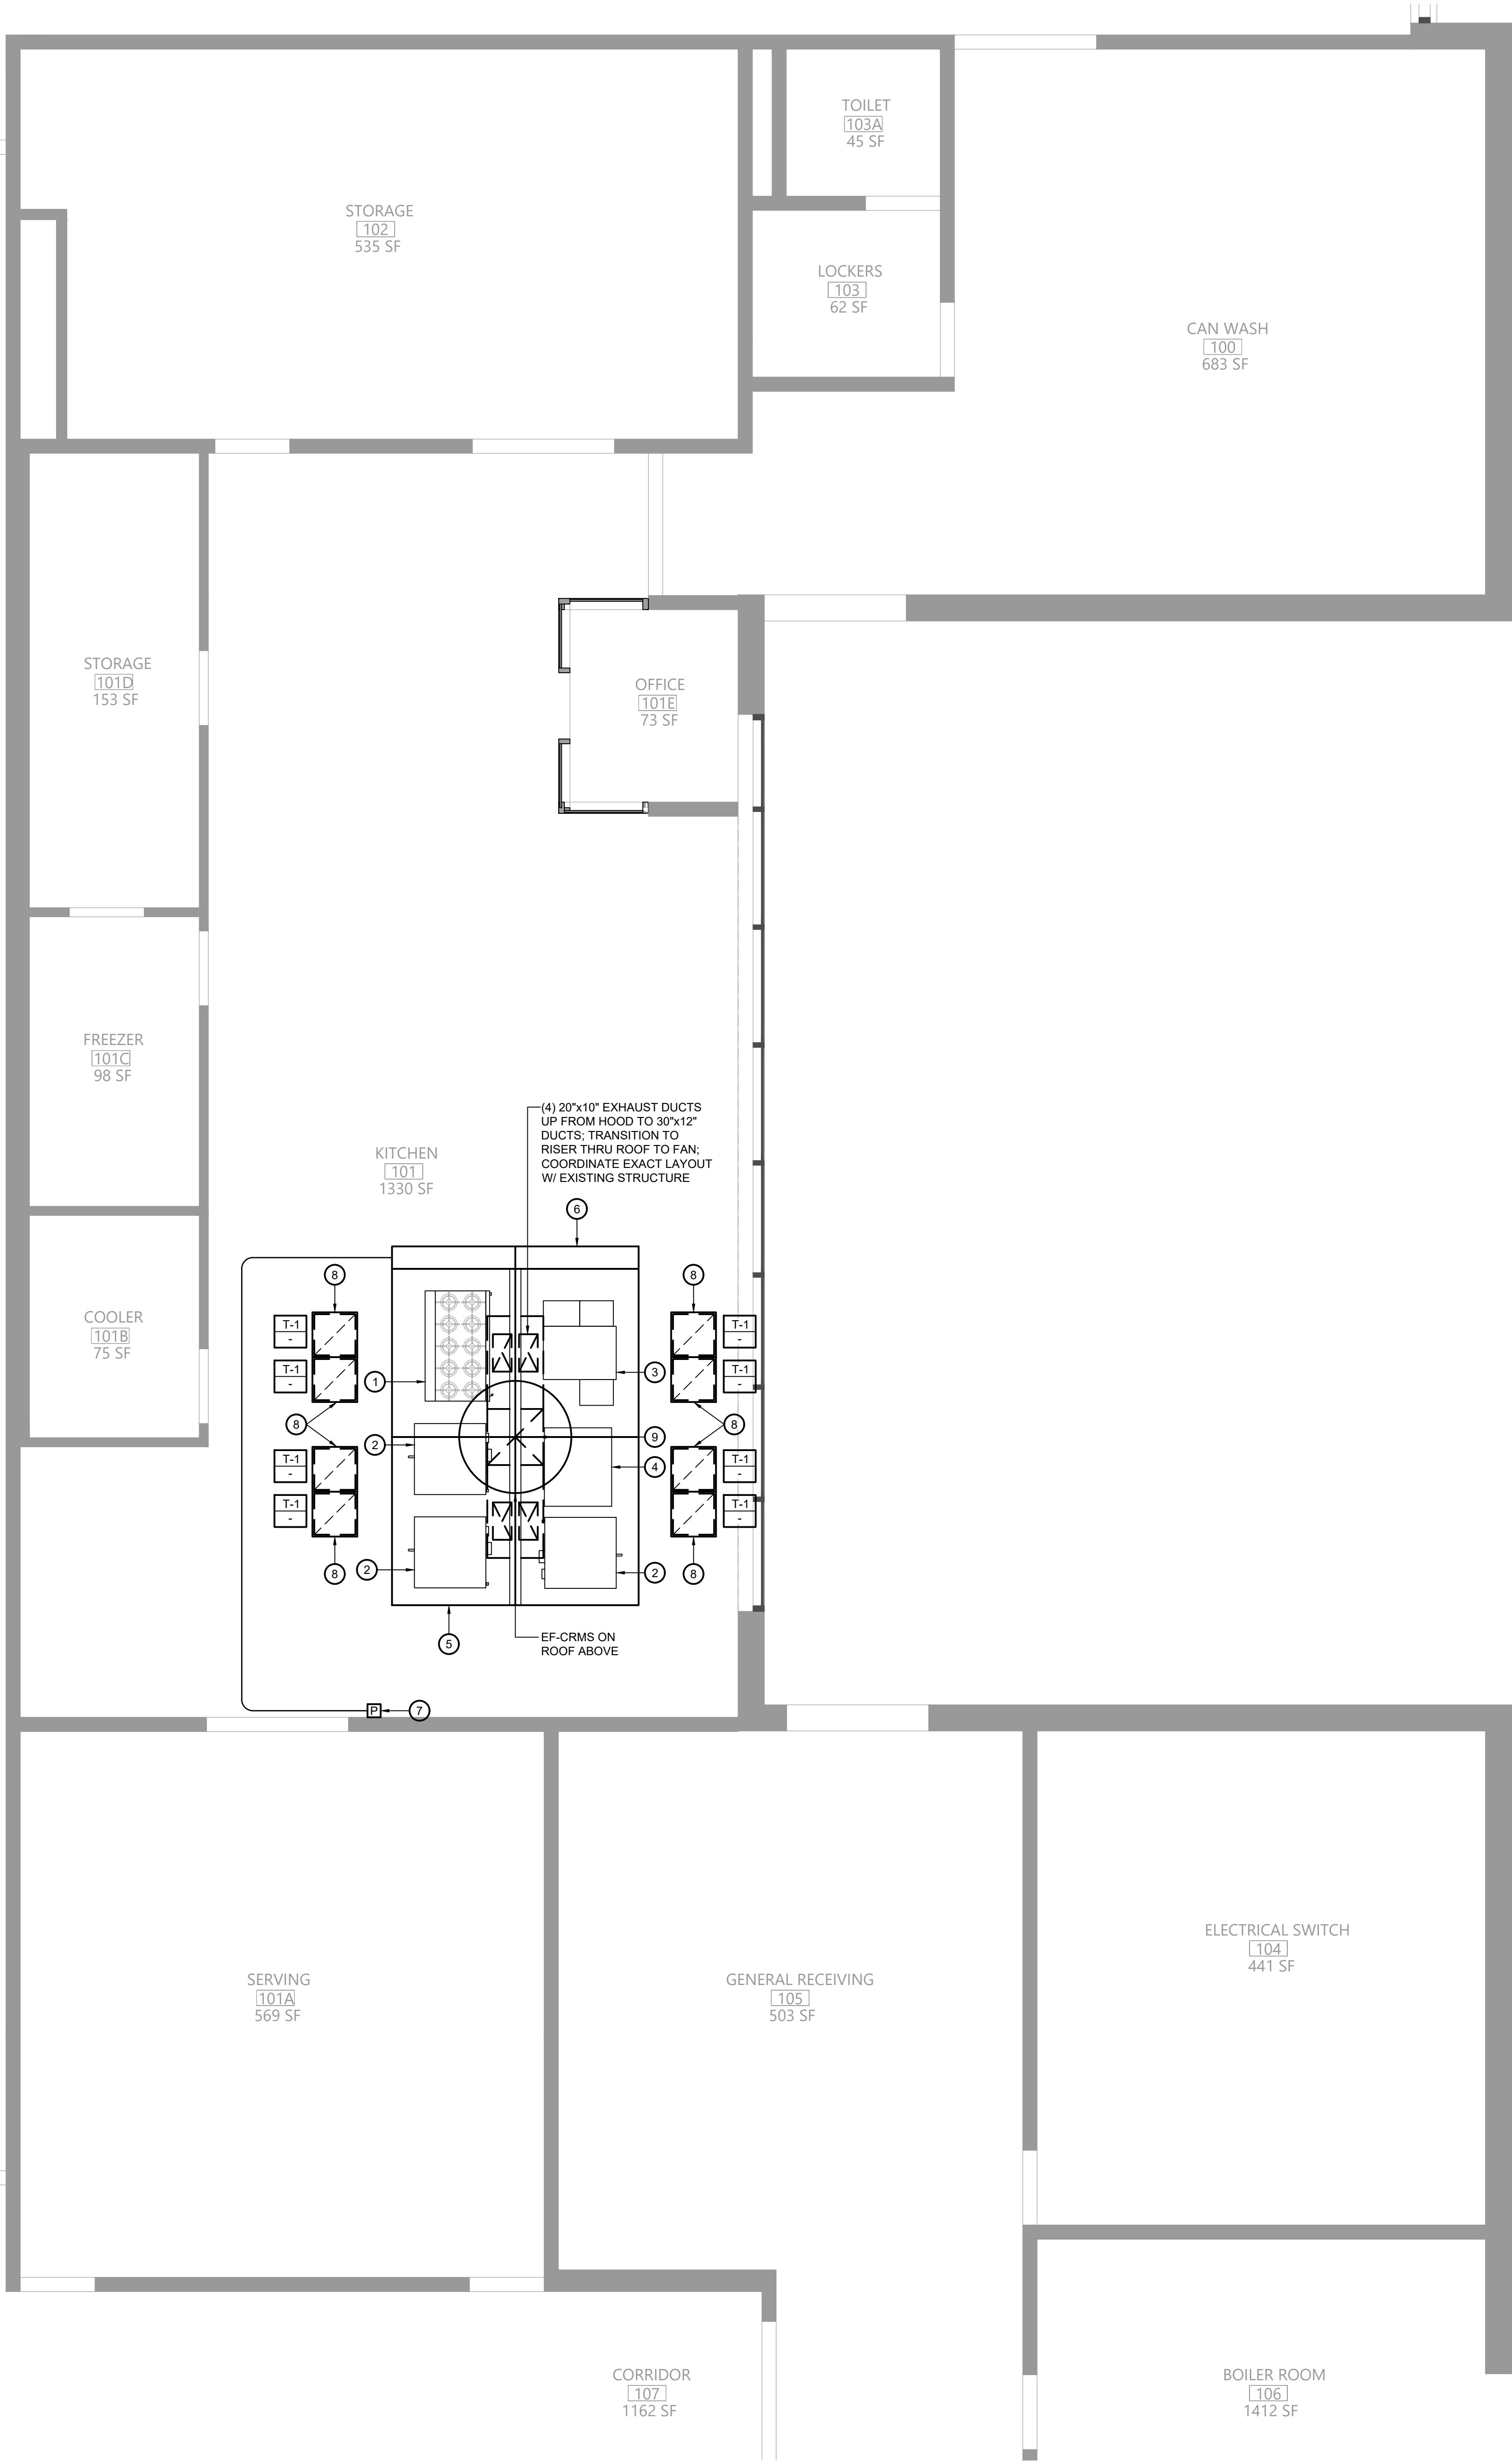 TOILET
103A
45 SF
STORAGE
102
535 SF
LOCKERS
103
62 SF
CAN WASH
100
683 SF
STORAGE
101D
153 SF
OFFICE
101E
73 SF
FREEZER
101C
98 SF
(4) 20"x10" EXHAUST DUCTS
UP FROM HOOD TO 30"x12"
DUCTS; TRANSITION TO
RISER THRU ROOF TO FAN;
COORDINATE EXACT LAYOUT
W/ EXISTING STRUCTURE
KITCHEN
101
1330 SF
6
8
8
COOLER
101B
75 SF
T-1
-
T-1
-
T-1
-
T-1
-
3
1
8
8
2
9
4
T-1
-
T-1
-
T-1
-
T-1
-
8
2
2
8
5
EF-CRMS ON
ROOF ABOVE
P
7
SERVING
101A
569 SF
GENERAL RECEIVING
105
503 SF
ELECTRICAL SWITCH
104
441 SF
CORRIDOR
107
1162 SF
BOILER ROOM
106
1412 SF